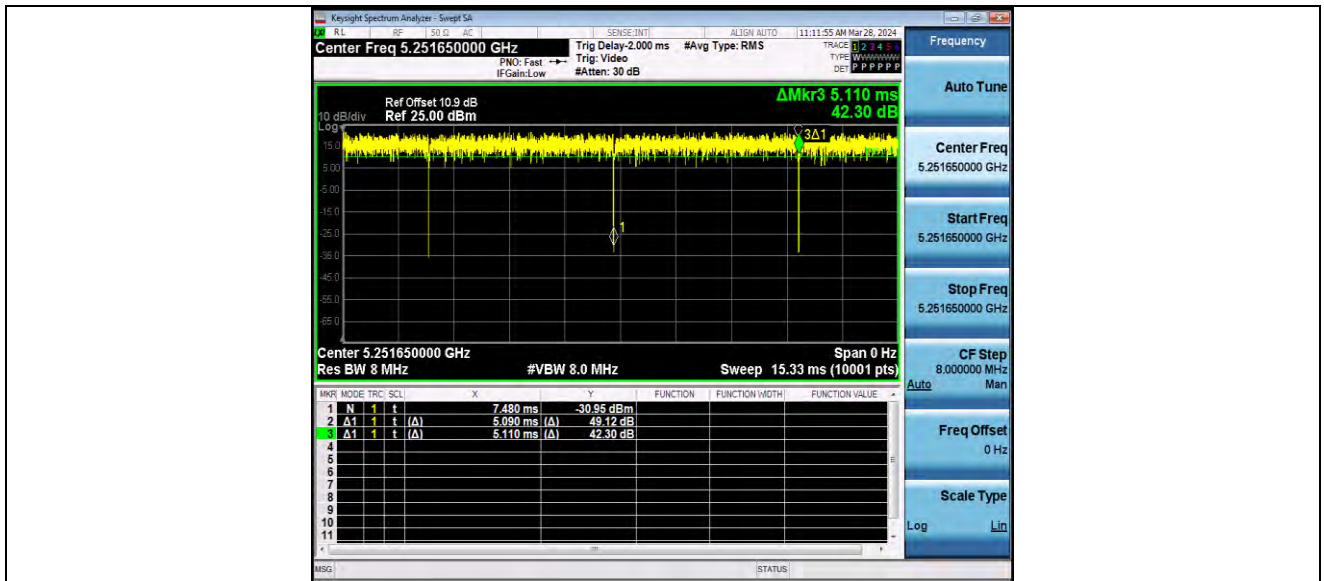 Keysight Spectrum Analyzer - Swept SA
RL RF 50 Ω AC SENSE:INT ALIGN AUTO 11:11:55 AM Mar 28, 2024
Center Freq 5.251650000 GHz
PNO: Fast
IFGain:Low
Trig Delay-2.000 ms
Trig: Video
#Atten: 30 dB
#Avg Type: RMS
TRACE 1 2 3 4 5 6
TYPE
DET P P P P P P
ΔMkr3 5.110 ms
42.30 dB
Ref Offset 10.9 dB
Ref 25.00 dBm
10 dB/div
Log
15.0
5.00
-5.00
-15.0
-25.0
-35.0
-45.0
-55.0
-65.0
3Δ1
1
Center 5.251650000 GHz Span 0 Hz
Res BW 8 MHz #VBW 8.0 MHz Sweep 15.33 ms (10001 pts)
MKR MODE TRC SCL X Y FUNCTION FUNCTION WIDTH FUNCTION VALUE
1 N 1 t 7.480 ms -30.95 dBm
2 Δ1 1 t (Δ) 5.090 ms (Δ) 49.12 dB
3 Δ1 1 t (Δ) 5.110 ms (Δ) 42.30 dB
4
5
6
7
8
9
10
11
MSG STATUS
Frequency
Auto Tune
Center Freq
5.251650000 GHz
Start Freq
5.251650000 GHz
Stop Freq
5.251650000 GHz
CF Step
8.000000 MHz
Auto Man
Freq Offset
0 Hz
Scale Type
Log Lin